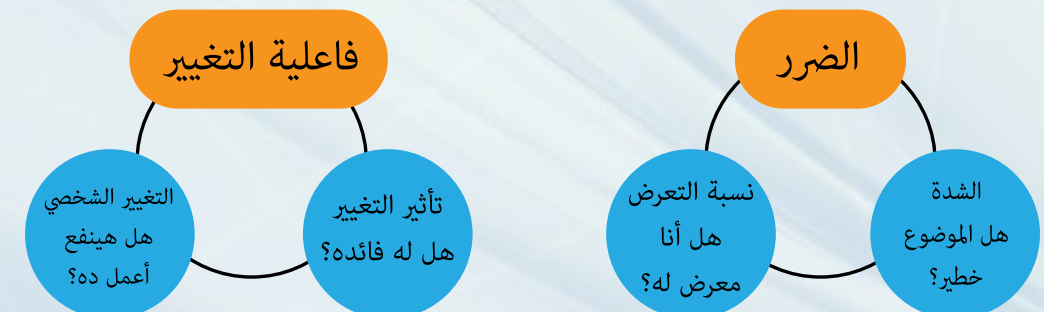 الضرر
الشدة
هل الموضوع
خطير؟
نسبة التعرض
هل أنا
معرض له؟
فاعلية التغيير
تأثير التغيير
هل له فائده؟
التغيير الشخصي
هل هينفع
أعمل ده؟